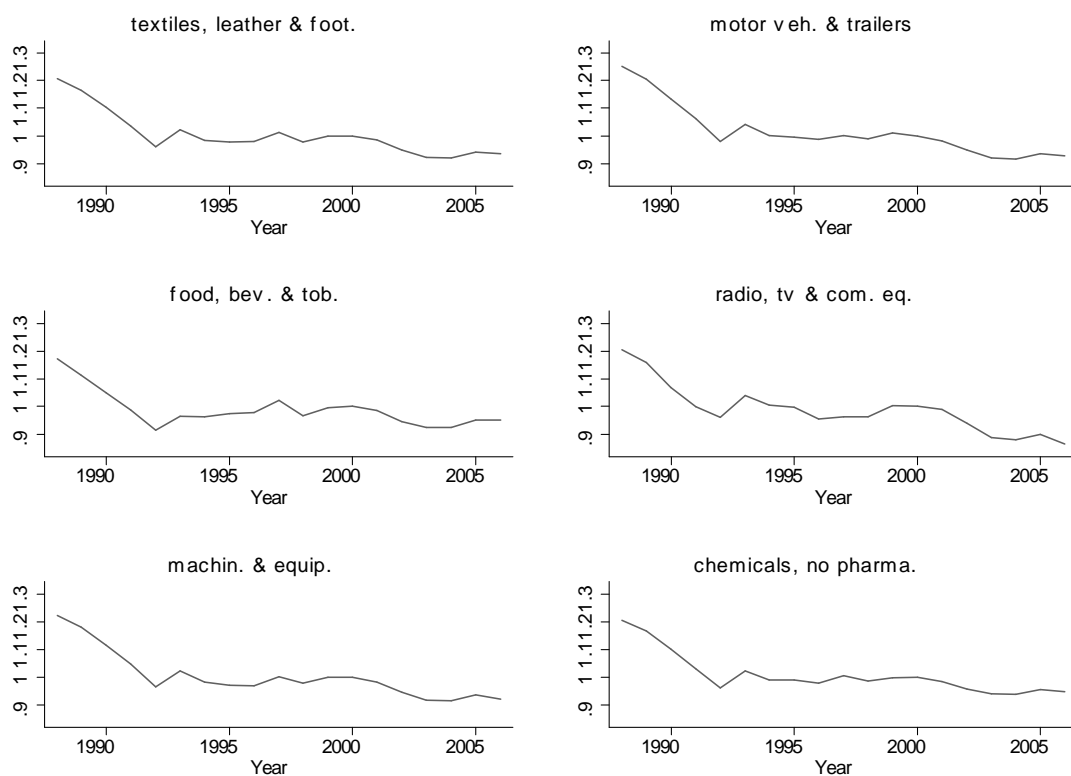 textiles, leather & foot.
.9 1 1.1 1.2 1.3
1990 1995 2000 2005
Year
motor veh. & trailers
.9 1 1.1 1.2 1.3
1990 1995 2000 2005
Year
food, bev. & tob.
.9 1 1.1 1.2 1.3
1990 1995 2000 2005
Year
radio, tv & com. eq.
.9 1 1.1 1.2 1.3
1990 1995 2000 2005
Year
machin. & equip.
.9 1 1.1 1.2 1.3
1990 1995 2000 2005
Year
chemicals, no pharma.
.9 1 1.1 1.2 1.3
1990 1995 2000 2005
Year